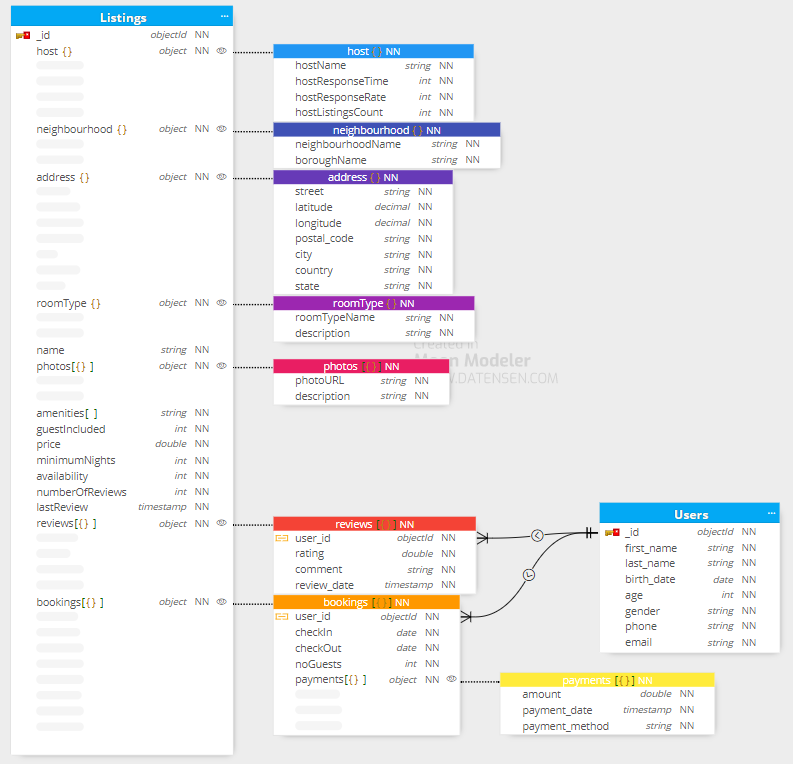 Listings ...
_id objectId NN
host {} object NN
neighbourhood {} object NN
address {} object NN
roomType {} object NN
name string NN
photos[{} ] object NN
amenities[ ] string NN
guestIncluded int NN
price double NN
minimumNights int NN
availability int NN
numberOfReviews int NN
lastReview timestamp NN
reviews[{} ] object NN
bookings[{} ] object NN
host {} NN
hostName string NN
hostResponseTime int NN
hostResponseRate int NN
hostListingsCount int NN
neighbourhood {} NN
neighbourhoodName string NN
boroughName string NN
address {} NN
street string NN
latitude decimal NN
longitude decimal NN
postal_code string NN
city string NN
country string NN
state string NN
roomType {} NN
roomTypeName string NN
description string NN
Created in
Moon Modeler
WWW.DATENSEN.COM
photos [{}] NN
photoURL string NN
description string NN
reviews [{}] NN
user_id objectId NN
rating double NN
comment string NN
review_date timestamp NN
bookings [{}] NN
user_id objectId NN
checkIn date NN
checkOut date NN
noGuests int NN
payments[{} ] object NN
Users ...
_id objectId NN
first_name string NN
last_name string NN
birth_date date NN
age int NN
gender string NN
phone string NN
email string NN
payments [{}] NN
amount double NN
payment_date timestamp NN
payment_method string NN